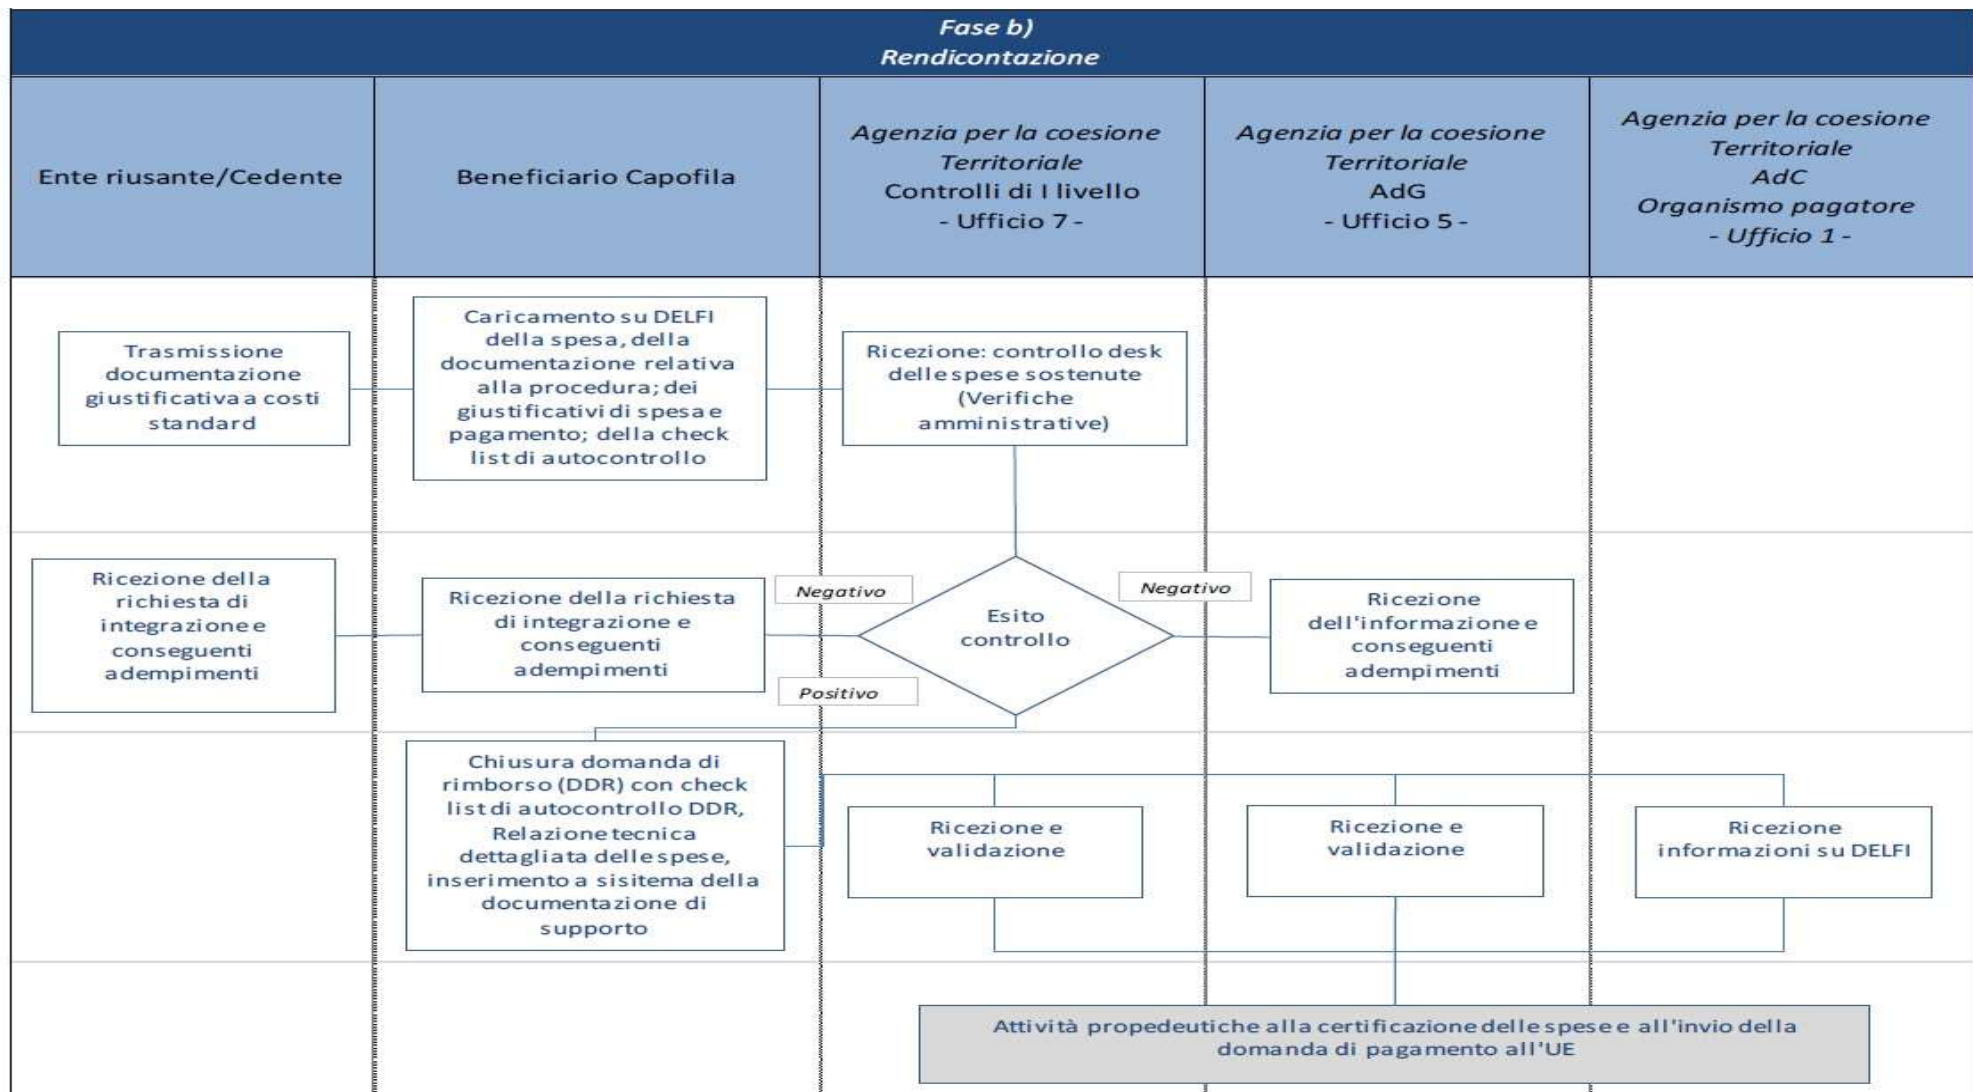 Fase b)
Rendicontazione
Ente riusante/Cedente
Beneficiario Capofila
Agenzia per la coesione
Territoriale
Controlli di I livello
- Ufficio 7 -
Agenzia per la coesione
Territoriale
AdG
- Ufficio 5 -
Agenzia per la coesione
Territoriale
AdC
Organismo pagatore
- Ufficio 1 -
Trasmissione
documentazione
giustificativa a costi
standard
Caricamento su DELFI
della spesa, della
documentazione relativa
alla procedura; dei
giustificativi di spesa e
pagamento; della check
list di autocontrollo
Ricezione: controllo desk
delle spese sostenute
(Verifiche
amministrative)
Ricezione della
richiesta di
integrazione e
conseguenti
adempimenti
Ricezione della richiesta
di integrazione e
conseguenti
adempimenti
Negativo
Esito
controllo
Negativo
Ricezione
dell'informazione e
conseguenti
adempimenti
Positivo
Chiusura domanda di
rimborso (DDR) con check
list di autocontrollo DDR,
Relazione tecnica
dettagliata delle spese,
inserimento a sisitema della
documentazione di
supporto
Ricezione e
validazione
Ricezione e
validazione
Ricezione
informazioni su DELFI
Attività propedeutiche alla certificazione delle spese e all'invio della
domanda di pagamento all'UE